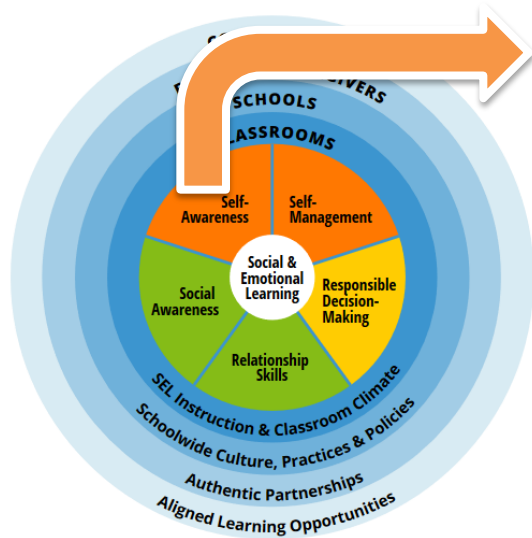 SCHOOLS
CLASSROOMS
Self-
Awareness
Self-
Management
Social &
Emotional
Learning
Social
Awareness
Responsible
Decision-
Making
Relationship
Skills
SEL Instruction & Classroom Climate
Schoolwide Culture, Practices & Policies
Authentic Partnerships
Aligned Learning Opportunities